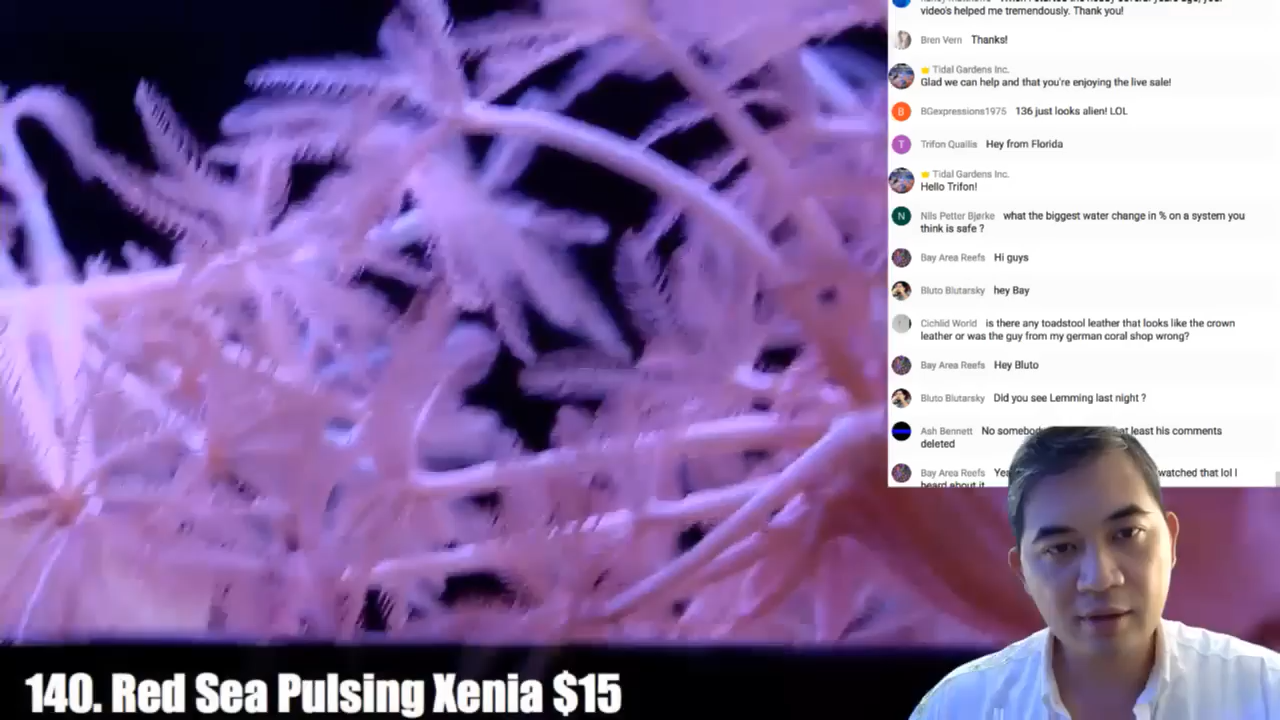 video's helped me tremendously. Thank you!
Bren Vern Thanks!
Tidal Gardens Inc.
Glad we can help and that you're enjoying the live sale!
B BGexpressions1975 136 just looks alien! LOL
T Trifon Quallis Hey from Florida
Tidal Gardens Inc.
Hello Trifon!
N Nils Petter Bjørke what the biggest water change in % on a system you
think is safe ?
Bay Area Reefs Hi guys
Bluto Blutarsky hey Bay
Cichlid World is there any toadstool leather that looks like the crown
leather or was the guy from my german coral shop wrong?
Bay Area Reefs Hey Bluto
Bluto Blutarsky Did you see Lemming last night ?
Ash Bennett No at least his comments
deleted
Bay Area Reefs watched that lol I
heard about it
140. Red Sea Pulsing Xenia $15